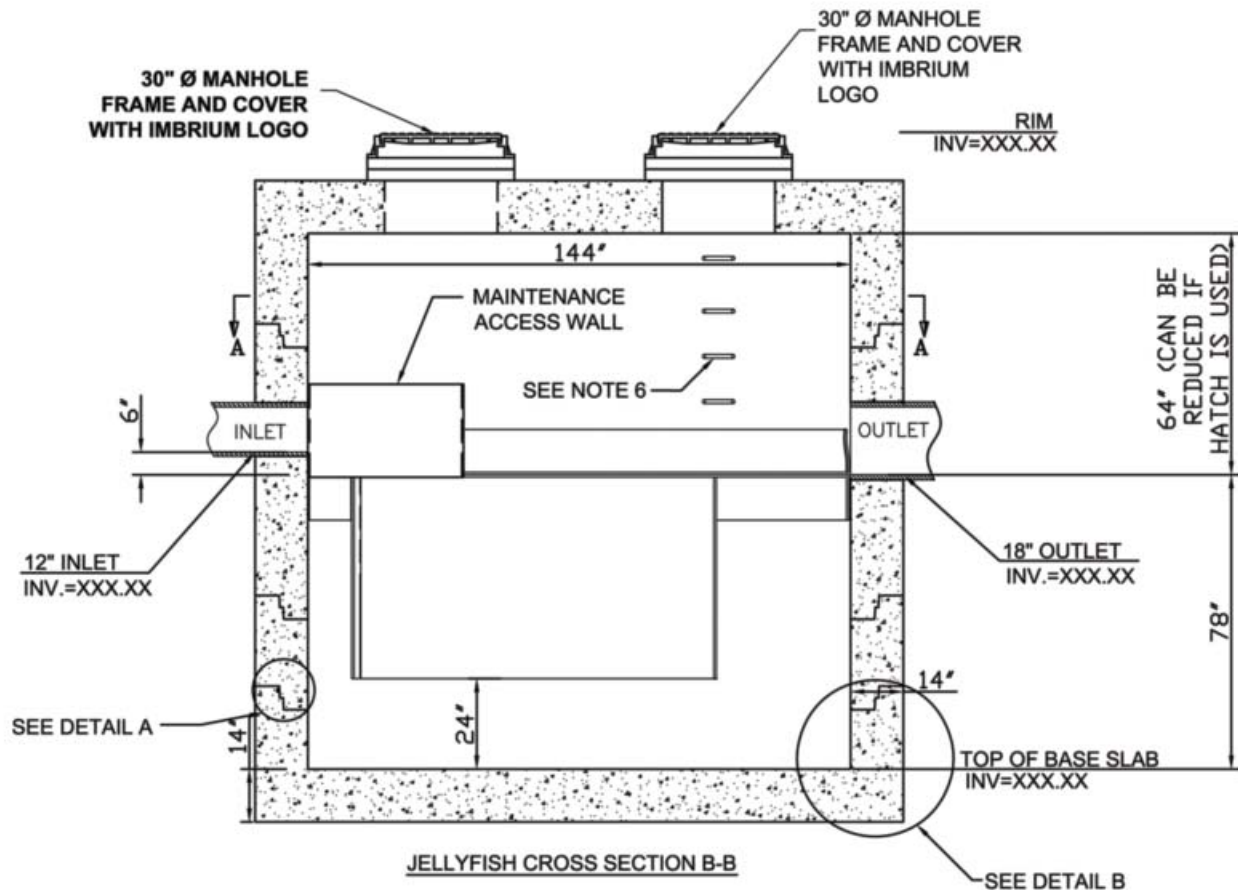 30" Ø MANHOLE
FRAME AND COVER
WITH IMBRIUM
LOGO
30" Ø MANHOLE
FRAME AND COVER
WITH IMBRIUM LOGO
RIM
INV=XXX.XX
144"
MAINTENANCE
ACCESS WALL
A
A
SEE NOTE 6
64" (CAN BE
REDUCED IF
HATCH IS USED)
6"
INLET
OUTLET
12" INLET
INV.=XXX.XX
18" OUTLET
INV.=XXX.XX
78"
14"
SEE DETAIL A
14"
24"
TOP OF BASE SLAB
INV=XXX.XX
JELLYFISH CROSS SECTION B-B
SEE DETAIL B